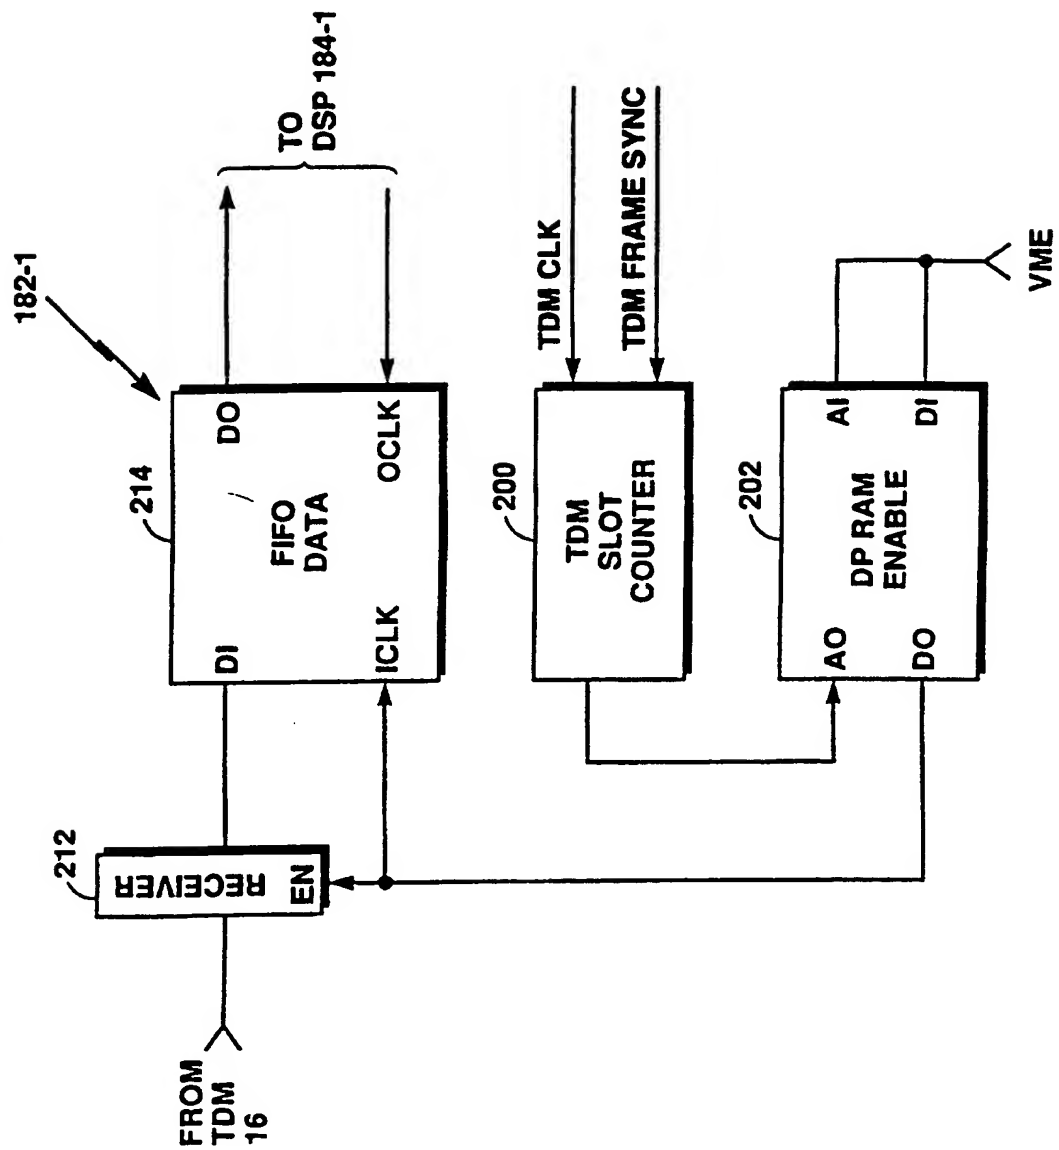 182-1
FROM
TDM
16
212
RECEIVER
EN
214
DI
ICLK
FIFO
DATA
DO
OCLK
TO
DSP 184-1
200
TDM
SLOT
COUNTER
TDM CLK
TDM FRAME SYNC
202
AO
DO
DP RAM
ENABLE
AI
DI
VME